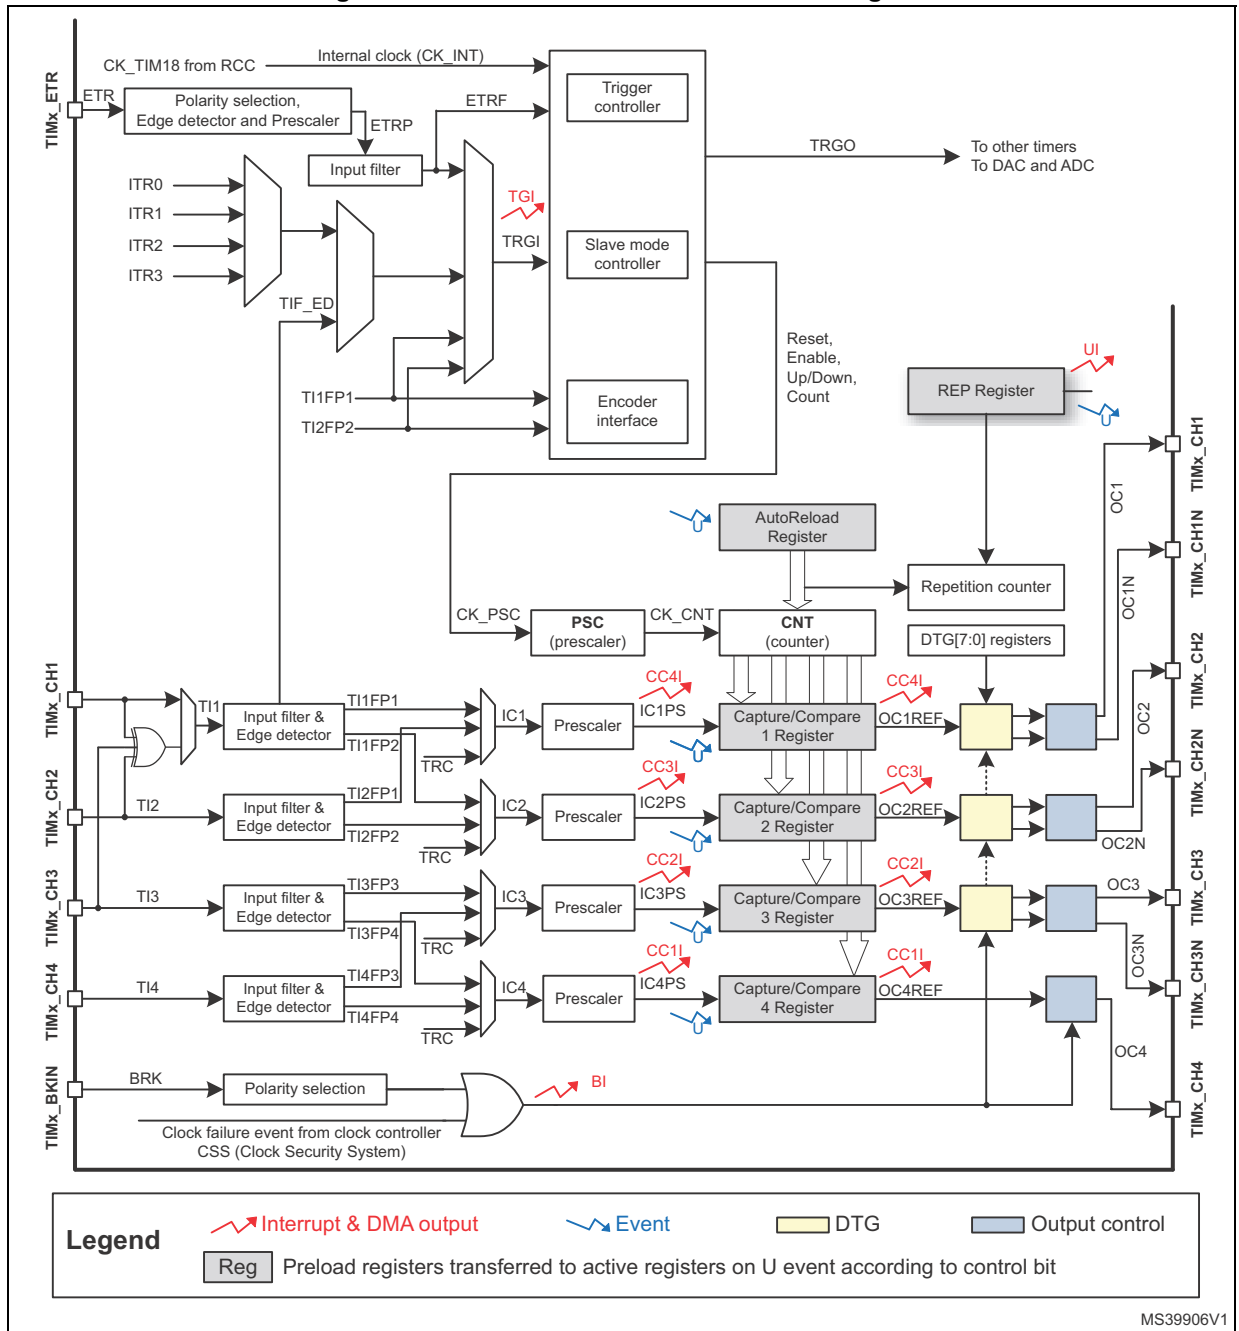 Internal clock (CK_INT)
CK_TIM18 from RCC
TIMx_ETR
ETR
Polarity selection,
Edge detector and Prescaler
ETRP
ETRF
Input filter
Trigger
controller
TRGO
To other timers
To DAC and ADC
ITR0
ITR1
ITR2
ITR3
TGI
TRGI
TIF_ED
Slave mode
controller
Reset,
Enable,
Up/Down,
Count
TI1FP1
TI2FP2
Encoder
interface
UI
REP Register
U
U
AutoReload
Register
Repetition counter
CK_PSC
PSC
(prescaler)
CK_CNT
CNT
(counter)
DTG[7:0] registers
OC1
TIMx_CH1
OC1N
TIMx_CH1N
TIMx_CH1
TI1
Input filter &
Edge detector
TI1FP1
TI1FP2
TRC
IC1
Prescaler
CC4I
IC1PS
U
Capture/Compare
1 Register
CC4I
OC1REF
OC2
TIMx_CH2
TIMx_CH2
TI2
Input filter &
Edge detector
TI2FP1
TI2FP2
TRC
IC2
Prescaler
CC3I
IC2PS
U
Capture/Compare
2 Register
CC3I
OC2REF
OC2N
TIMx_CH2N
TIMx_CH3
TI3
Input filter &
Edge detector
TI3FP3
TI3FP4
TRC
IC3
Prescaler
CC2I
IC3PS
U
Capture/Compare
3 Register
CC2I
OC3REF
OC3
TIMx_CH3
OC3N
TIMx_CH3N
TIMx_CH4
TI4
Input filter &
Edge detector
TI4FP3
TI4FP4
TRC
IC4
Prescaler
CC1I
IC4PS
U
Capture/Compare
4 Register
CC1I
OC4REF
OC4
TIMx_CH4
TIMx_BKIN
BRK
Polarity selection
BI
Clock failure event from clock controller
CSS (Clock Security System)
Legend
Interrupt & DMA output
Event
DTG
Output control
Reg
Preload registers transferred to active registers on U event according to control bit
MS39906V1